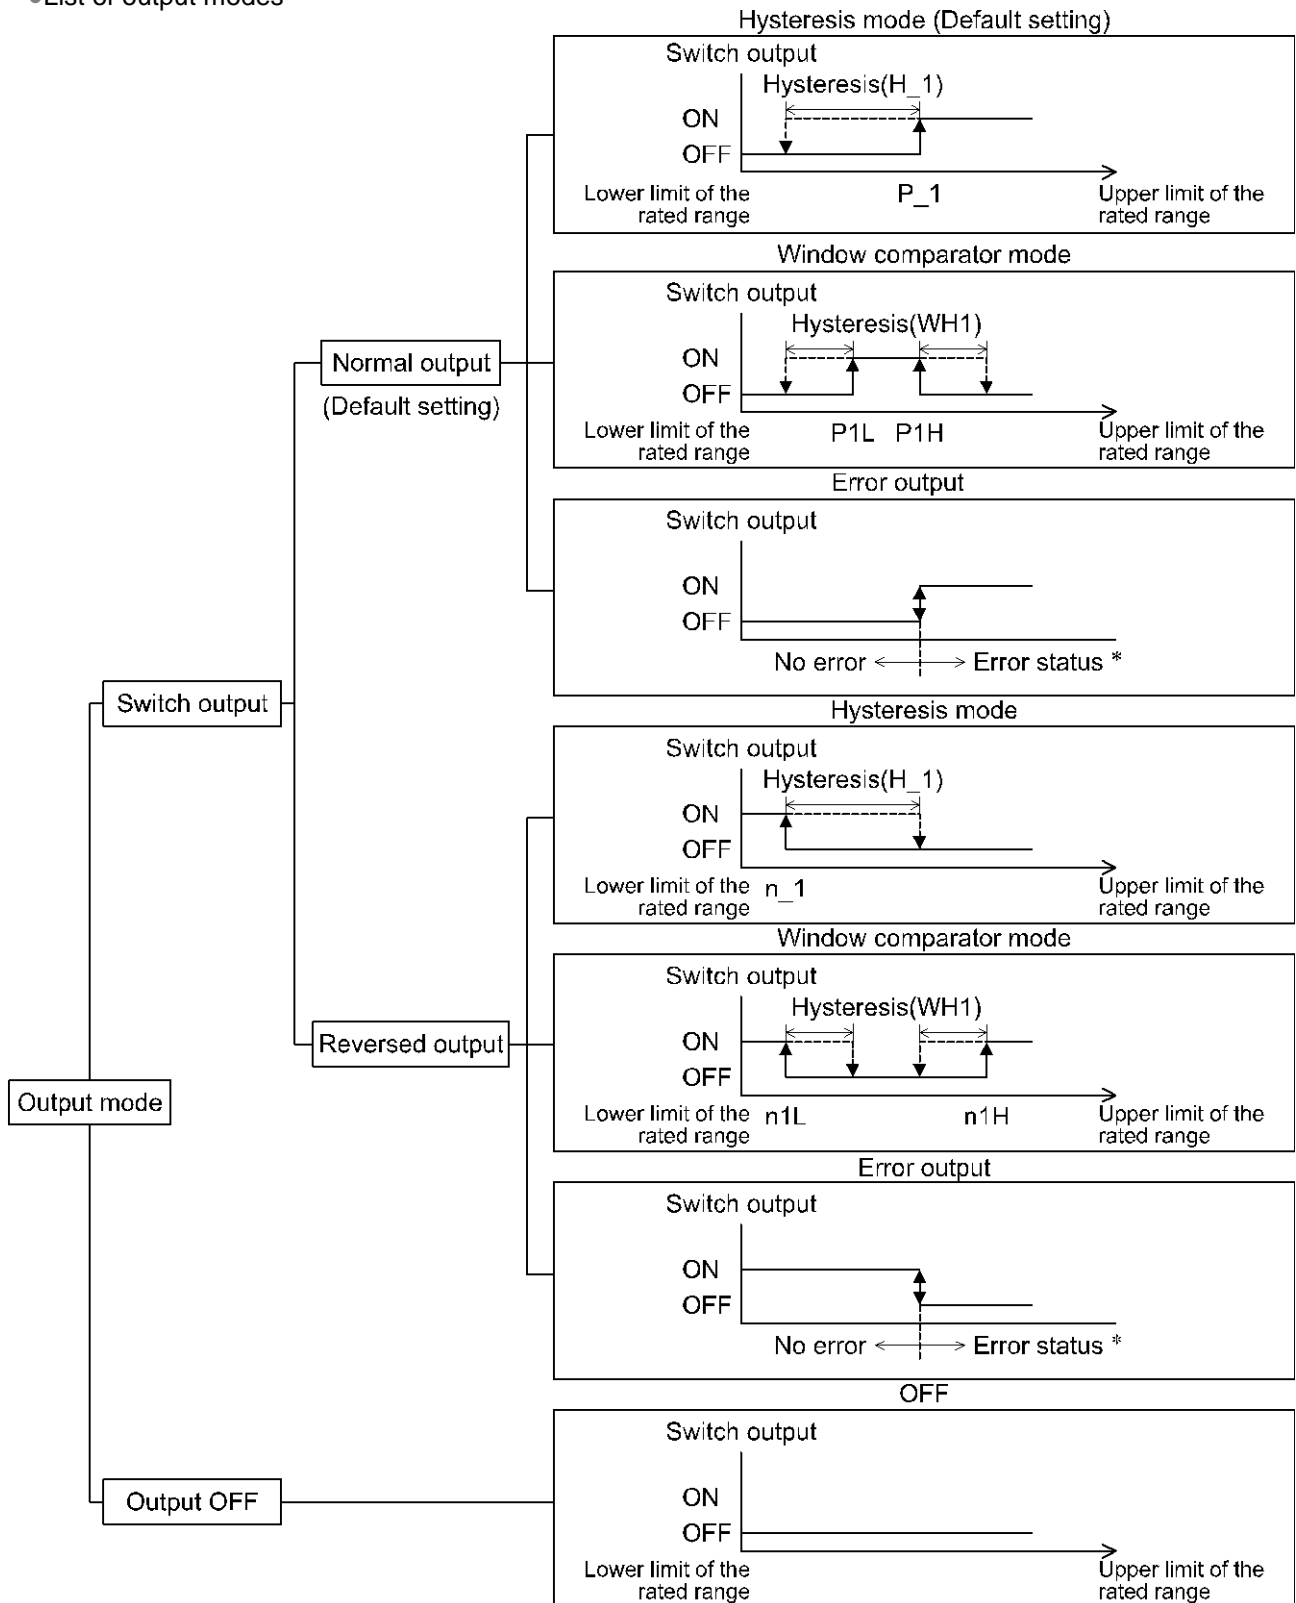 ●List of output modes
Hysteresis mode (Default setting)
Switch output
Hysteresis(H_1)
ON
OFF
Lower limit of the
rated range
P_1
Upper limit of the
rated range
Window comparator mode
Switch output
Hysteresis(WH1)
ON
OFF
Normal output
(Default setting)
Lower limit of the
rated range
P1L P1H
Upper limit of the
rated range
Error output
Switch output
ON
OFF
No error
Error status *
Switch output
Hysteresis mode
Switch output
Hysteresis(H_1)
ON
OFF
Lower limit of the
rated range
n_1
Upper limit of the
rated range
Window comparator mode
Switch output
Hysteresis(WH1)
ON
OFF
Reversed output
Output mode
Lower limit of the
rated range
n1L
n1H
Upper limit of the
rated range
Error output
Switch output
ON
OFF
No error
Error status *
OFF
Switch output
ON
OFF
Output OFF
Lower limit of the
rated range
Upper limit of the
rated range